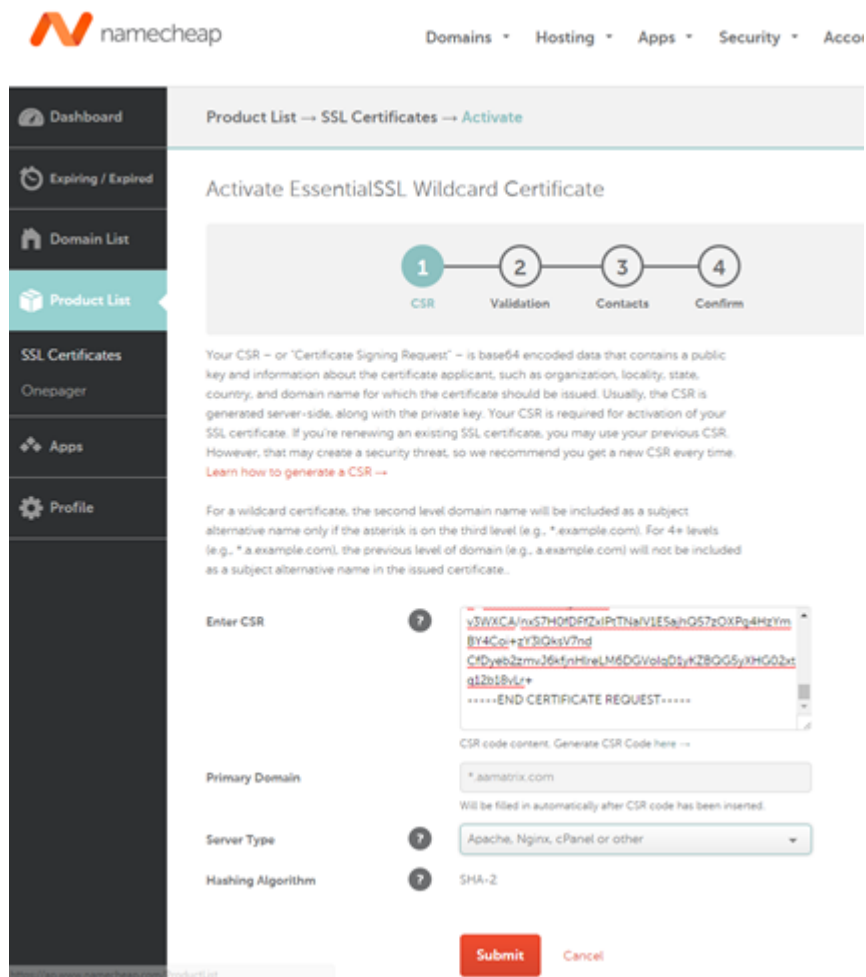 namecheap
Domains Hosting Apps Security Accou
Dashboard
Product List → SSL Certificates → Activate
Expiring / Expired
Activate EssentialSSL Wildcard Certificate
Domain List
1 2 3 4
Product List
CSR Validation Contacts Confirm
SSL Certificates
Onepager
Apps
Profile
Your CSR – or "Certificate Signing Request" – is base64 encoded data that contains a public
key and information about the certificate applicant, such as organization, locality, state,
country, and domain name for which the certificate should be issued. Usually, the CSR is
generated server-side, along with the private key. Your CSR is required for activation of your
SSL certificate. If you're renewing an existing SSL certificate, you may use your previous CSR.
However, that may create a security threat, so we recommend you get a new CSR every time.
Learn how to generate a CSR →
For a wildcard certificate, the second level domain name will be included as a subject
alternative name only if the asterisk is on the third level (e.g., *.example.com). For 4+ levels
(e.g., *.a.example.com), the previous level of domain (e.g., a.example.com) will not be included
as a subject alternative name in the issued certificate..
Enter CSR ?
-----END CERTIFICATE REQUEST-----
CSR code content. Generate CSR Code here →
Primary Domain *.aamatrix.com
Will be filled in automatically after CSR code has been inserted.
Server Type ? Apache, Nginx, cPanel or other
Hashing Algorithm ? SHA-2
Submit Cancel